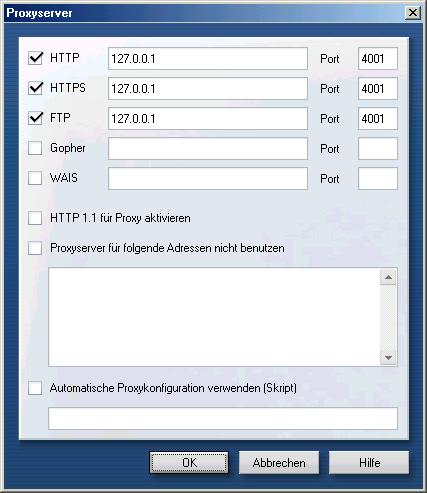 Proxyserver
HTTP 127.0.0.1 Port 4001
HTTPS 127.0.0.1 Port 4001
FTP 127.0.0.1 Port 4001
Gopher Port
WAIS Port
HTTP 1.1 für Proxy aktivieren
Proxyserver für folgende Adressen nicht benutzen
Automatische Proxykonfiguration verwenden (Skript)
OK Abbrechen Hilfe